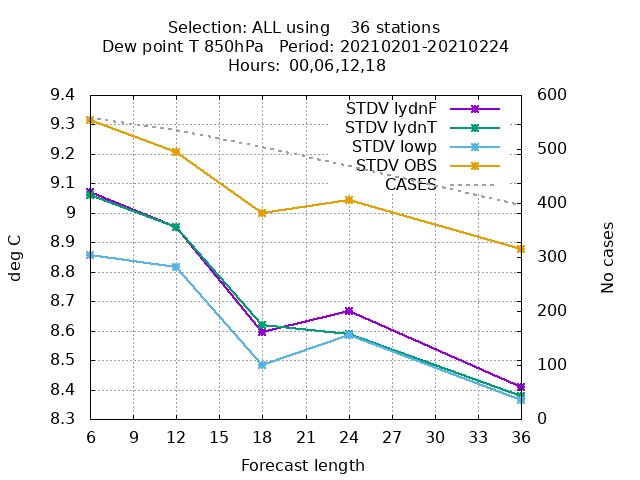 Selection: ALL using 36 stations
Dew point T 850hPa Period: 20210201-20210224
Hours: 00,06,12,18
9.4
9.3
9.2
9.1
9
8.9
8.8
8.7
8.6
8.5
8.4
8.3
deg C
STDV IydnF
STDV IydnT
STDV lowp
STDV OBS
CASES
600
500
400
300
200
100
0
No cases
6 9 12 15 18 21 24 27 30 33 36
Forecast length